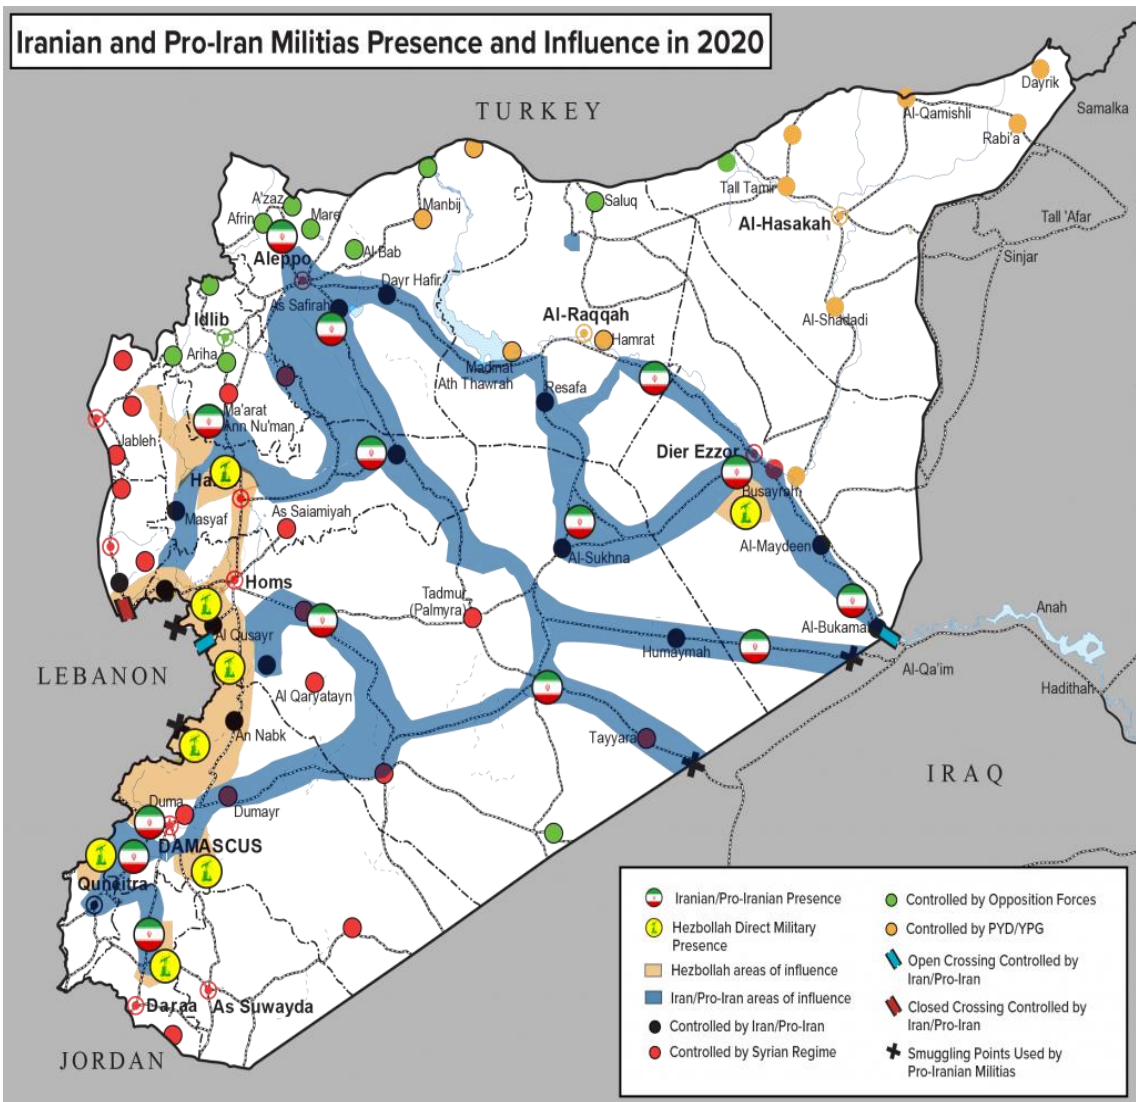 Iranian and Pro-Iran Militias Presence and Influence in 2020
TURKEY
Dayrik
Samalka
Al-Qamishli
Rabi'a
Tall Tamir
A'zaz
Afrin
Mare
Manbij
Saluq
Al-Hasakah
Tall 'Afar
Al Bab
Aleppo
Sinjar
Dayr Hafir
As Safirah
Idlib
Al-Raqqah
Al-Shadadi
Hamrat
Ariha
Madinat
Ath Thawrah
Resafa
Ma'arat
Ann Nu'man
Jableh
Dier Ezzor
Ha
Busayrah
Masyaf
As Saiamiyah
Al-Sukhna
Al-Maydeen
Homs
Tadmur
(Palmyra)
Al-Bukamal
Anah
Al Qusayr
Humaymah
LEBANON
Al-Qa'im
Hadithah
Al Qaryatayn
An Nabk
Tayyara
IRAQ
Duma
Dumayr
DAMASCUS
Quneitra
Daraa
As Suwayda
JORDAN
Iranian/Pro-Iranian Presence
Hezbollah Direct Military
Presence
Hezbollah areas of influence
Iran/Pro-Iran areas of influence
Controlled by Iran/Pro-Iran
Controlled by Syrian Regime
Controlled by Opposition Forces
Controlled by PYD/YPG
Open Crossing Controlled by
Iran/Pro-Iran
Closed Crossing Controlled by
Iran/Pro-Iran
Smuggling Points Used by
Pro-Iranian Militias